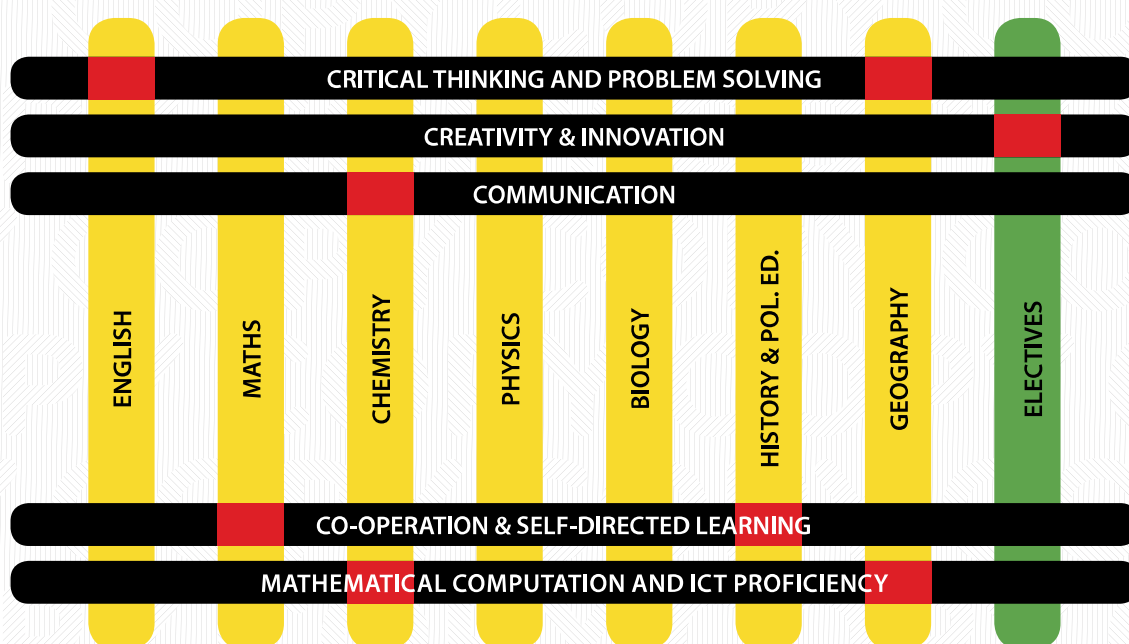 CRITICAL THINKING AND PROBLEM SOLVING
CREATIVITY & INNOVATION
COMMUNICATION
ENGLISH
MATHS
CHEMISTRY
PHYSICS
BIOLOGY
HISTORY & POL. ED.
GEOGRAPHY
ELECTIVES
CO-OPERATION & SELF-DIRECTED LEARNING
MATHEMATICAL COMPUTATION AND ICT PROFICIENCY